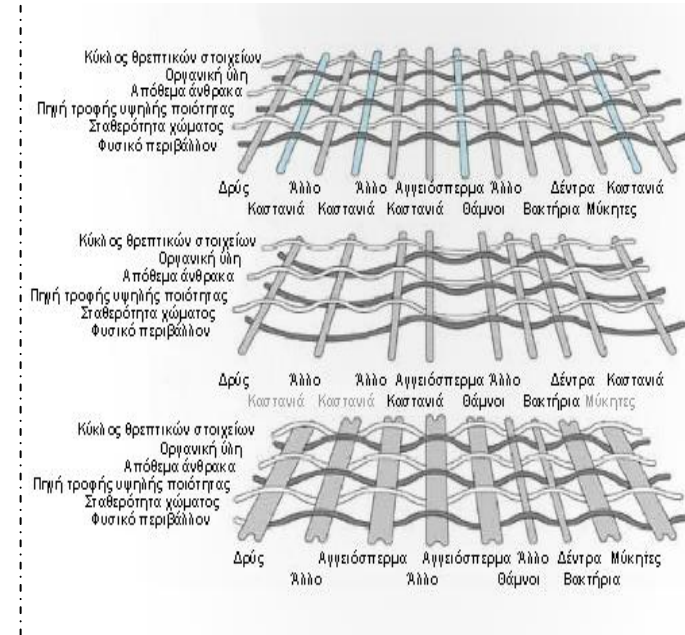 Κύκλος θρεπτικών στοιχείων
Οργανική ύλη
Απόθεμα άνθρακα
Πηγή τροφής υψηλής ποιότητας
Σταθερότητα χώματος
Φυσικό περιβάλλον
Δρύς Άλλο Άλλο Αγγειόσπερμα Άλλο Δέντρα Καστανιά
Καστανιά Καστανιά Καστανιά Θάμνοι Βακτήρια Μύκητες
Κύκλος θρεπτικών στοιχείων
Οργανική ύλη
Απόθεμα άνθρακα
Πηγή τροφής υψηλής ποιότητας
Σταθερότητα χώματος
Φυσικό περιβάλλον
Δρύς Άλλο Άλλο Αγγειόσπερμα Άλλο Δέντρα Καστανιά
Καστανιά Καστανιά Καστανιά Θάμνοι Βακτήρια Μύκητες
Κύκλος θρεπτικών στοιχείων
Οργανική ύλη
Απόθεμα άνθρακα
Πηγή τροφής υψηλής ποιότητας
Σταθερότητα χώματος
Φυσικό περιβάλλον
Δρύς Αγγειόσπερμα Αγγειόσπερμα Άλλο Δέντρα Μύκητες
Άλλο Άλλο Θάμνοι Βακτήρια